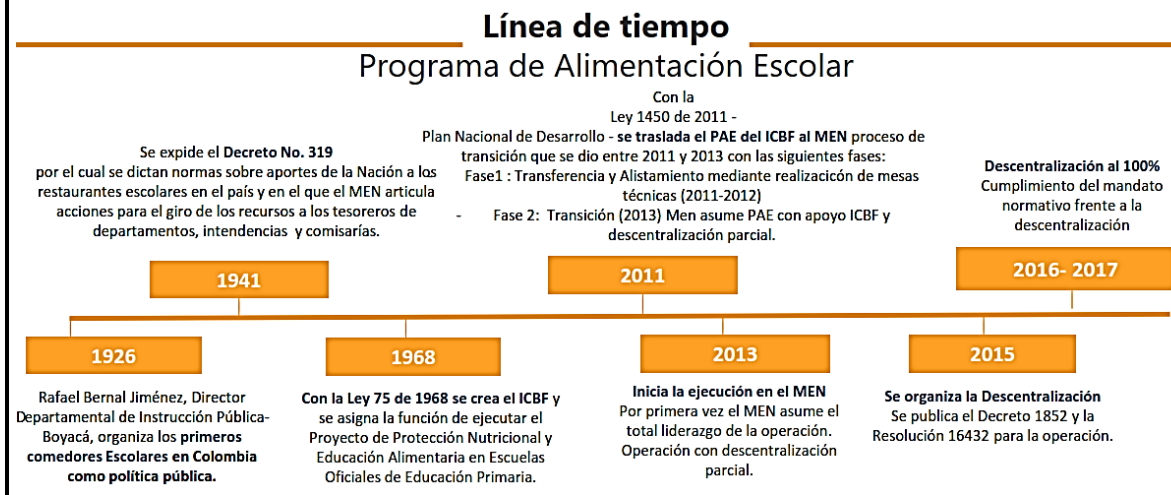 Línea de tiempo
Programa de Alimentación Escolar
Se expide el Decreto No. 319
por el cual se dictan normas sobre aportes de la Nación a los
restaurantes escolares en el país y en el que el MEN articula
acciones para el giro de los recursos a los tesoreros de
departamentos, intendencias y comisarías.
1941
Con la
Ley 1450 de 2011 -
Plan Nacional de Desarrollo - se traslada el PAE del ICBF al MEN proceso de
transición que se dio entre 2011 y 2013 con las siguientes fases:
Fase1 : Transferencia y Alistamiento mediante realizacicón de mesas
técnicas (2011-2012)
- Fase 2: Transición (2013) Men asume PAE con apoyo ICBF y
descentralización parcial.
2011
Descentralización al 100%
Cumplimiento del mandato
normativo frente a la
descentralización
2016- 2017
1926
Rafael Bernal Jiménez, Director
Departamental de Instrucción Pública-
Boyacá, organiza los primeros
comedores Escolares en Colombia
como política pública.
1968
Con la Ley 75 de 1968 se crea el ICBF y
se asigna la función de ejecutar el
Proyecto de Protección Nutricional y
Educación Alimentaria en Escuelas
Oficiales de Educación Primaria.
2013
Inicia la ejecución en el MEN
Por primera vez el MEN asume el
total liderazgo de la operación.
Operación con descentralización
parcial.
2015
Se organiza la Descentralización
Se publica el Decreto 1852 y la
Resolución 16432 para la operación.